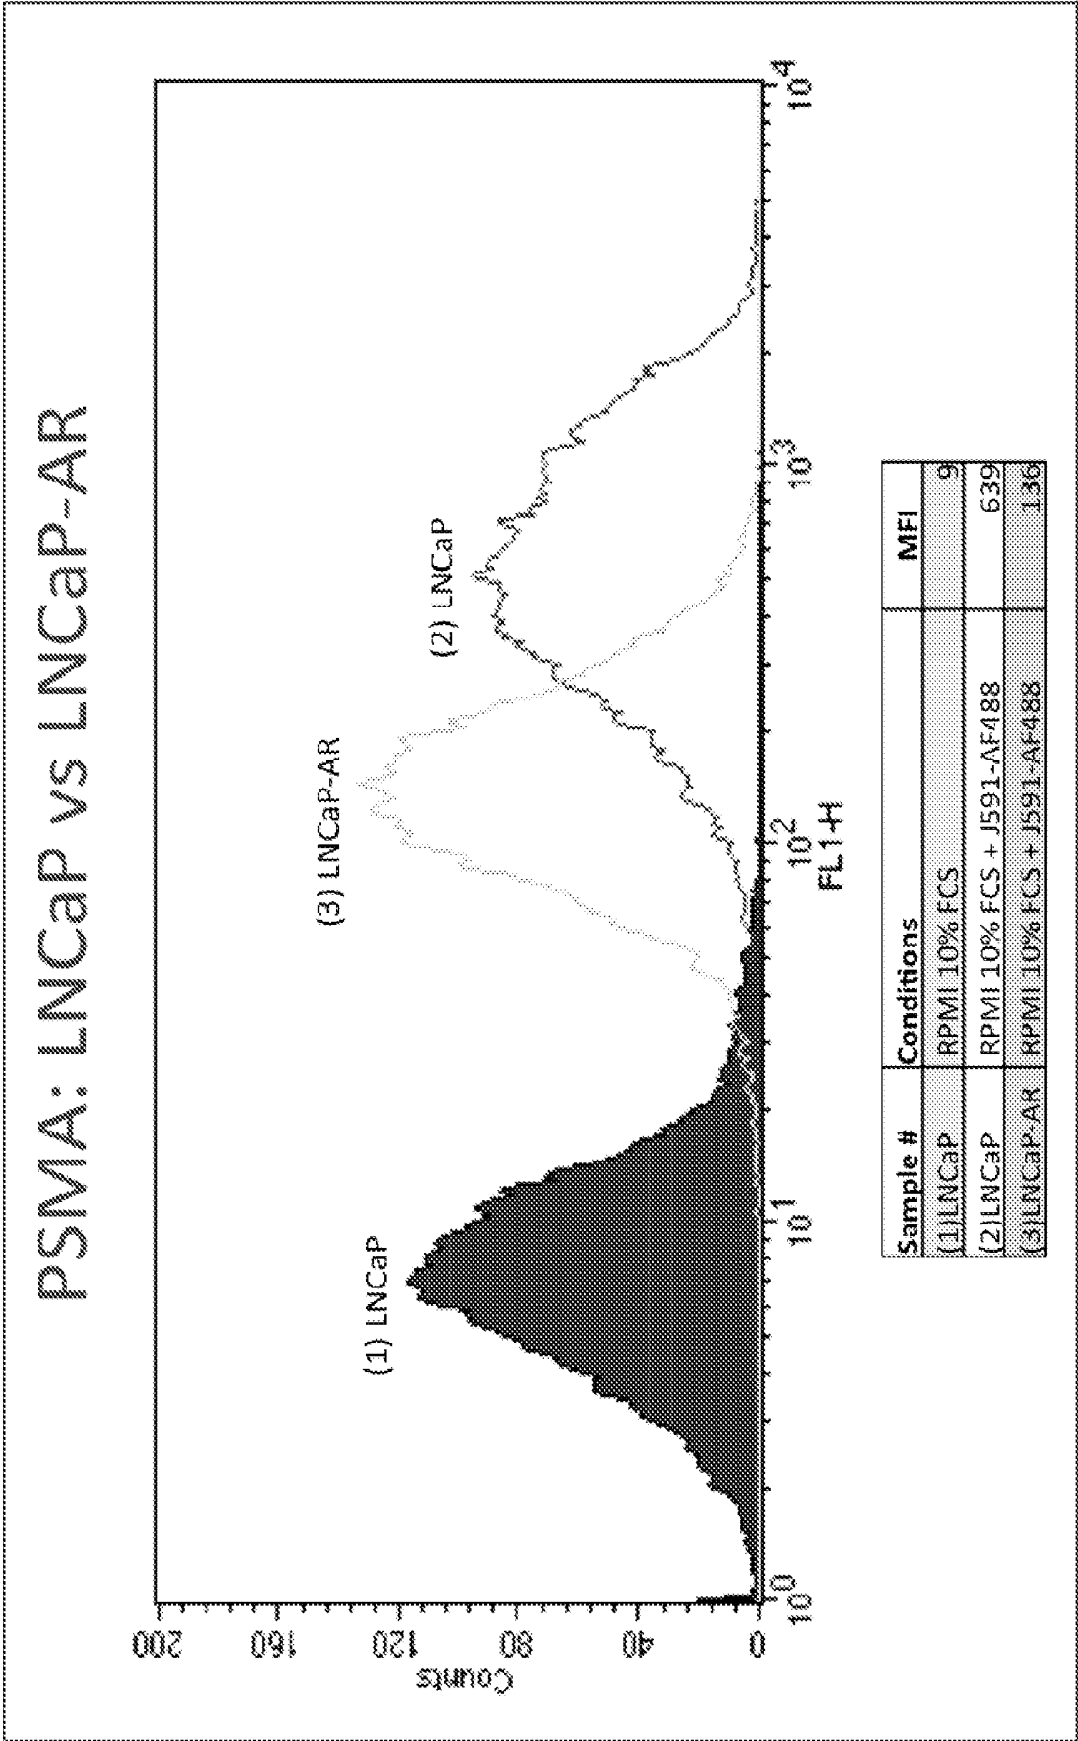 PSMA: LNCaP vs LNCaP-AR
200
160
120
80
40
0
Counts
(1) LNCaP
(3) LNCaP-AR
(2) LNCaP
10^0
10^1
10^2
10^3
10^4
FL1-H
Sample # Conditions MFI
(1)LNCaP RPMI 10% FCS 9
(2)LNCaP RPMI 10% FCS + J591-AF488 639
(3)LNCaP-AR RPMI 10% FCS + J591-AF488 136